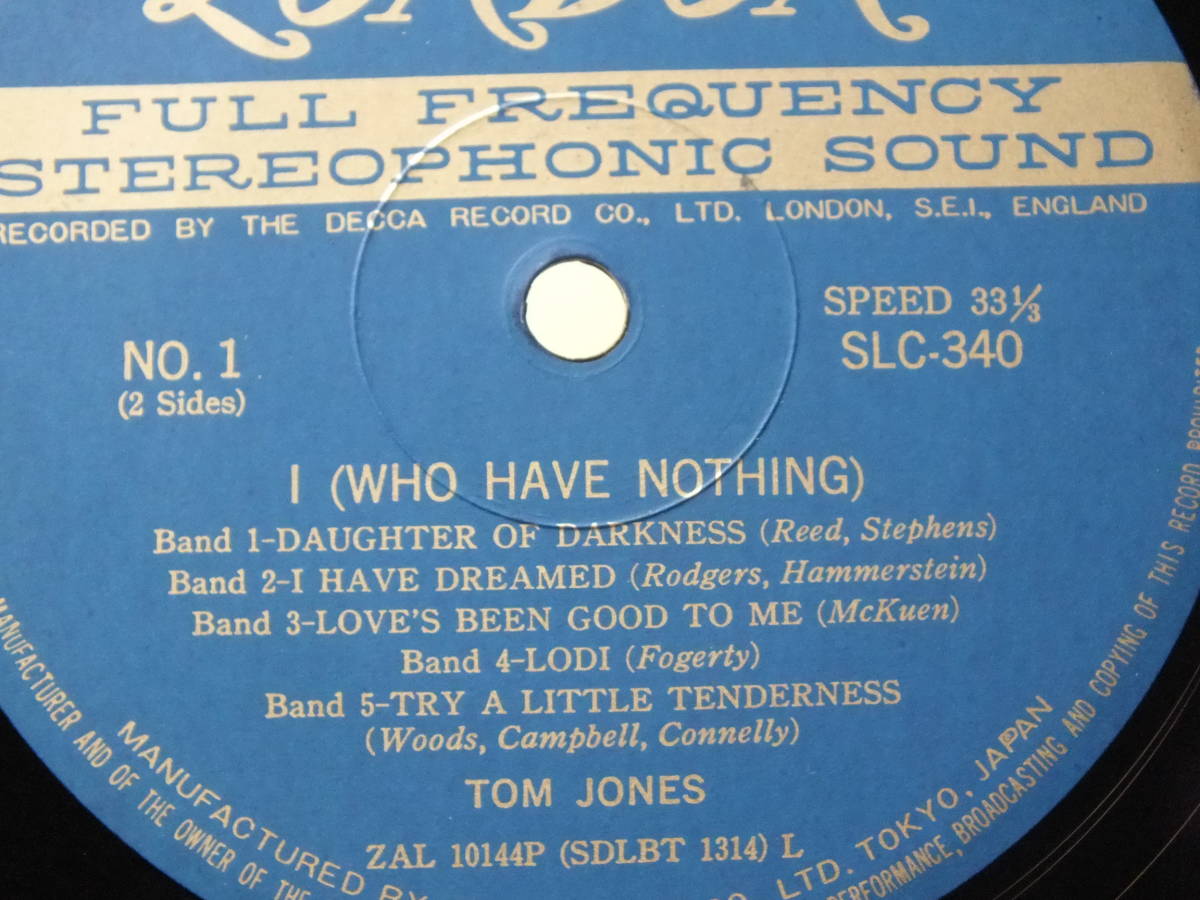 LONDON
FULL FREQUENCY
STEREOPHONIC SOUND
RECORDED BY THE DECCA RECORD CO., LTD. LONDON, S.E.I., ENGLAND
SPEED 33⅓
SLC-340
NO. 1
(2 Sides)
I (WHO HAVE NOTHING)
Band 1-DAUGHTER OF DARKNESS (Reed, Stephens)
Band 2-I HAVE DREAMED (Rodgers, Hammerstein)
Band 3-LOVE'S BEEN GOOD TO ME (McKuen)
Band 4-LODI (Fogerty)
Band 5-TRY A LITTLE TENDERNESS
(Woods, Campbell, Connelly)
TOM JONES
ZAL 10144P (SDLBT 1314) L
MANUFACTURED BY CO., LTD. TOKYO, JAPAN
MANUFACTURER AND OF THE OWNER OF THE PERFORMANCE, BROADCASTING AND COPYING OF THIS RECORD